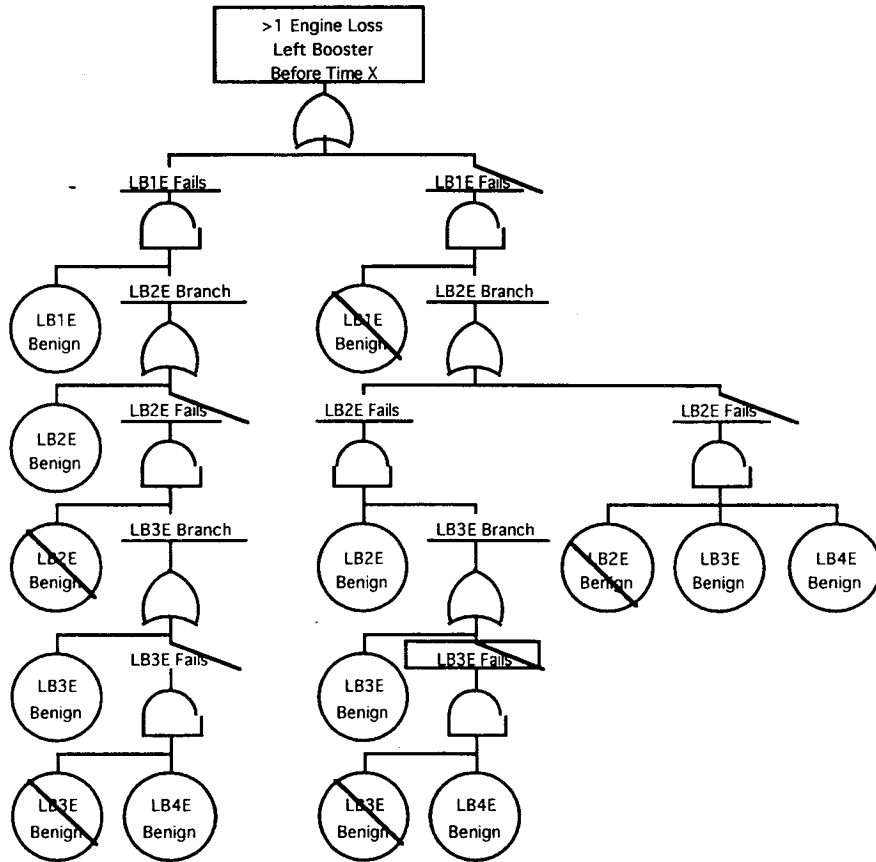 >1 Engine Loss
Left Booster
Before Time X
LB1E Fails
LB1E Fails
LB1E
Benign
LB2E Branch
LB1E
Benign
LB2E Branch
LB2E
Benign
LB2E Fails
LB2E Fails
LB2E Fails
LB2E
Benign
LB3E Branch
LB2E
Benign
LB3E Branch
LB2E
Benign
LB3E
Benign
LB4E
Benign
LB3E
Benign
LB3E Fails
LB3E
Benign
LB3E Fails
LB3E
Benign
LB4E
Benign
LB3E
Benign
LB4E
Benign